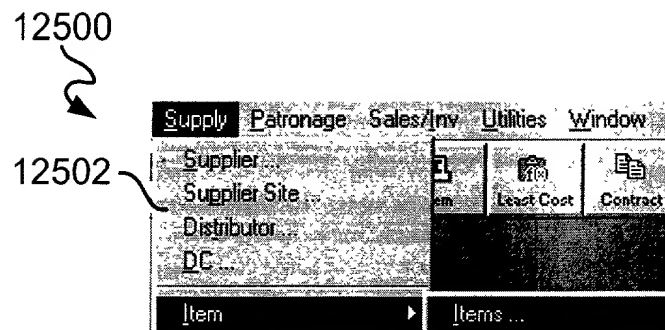 12500
Supply Patronage Sales/Inv Utilities Window
12502
Supplier ...
Supplier Site ...
Distributor ...
DC ...
Least Cost
Contract
Item
Items ...